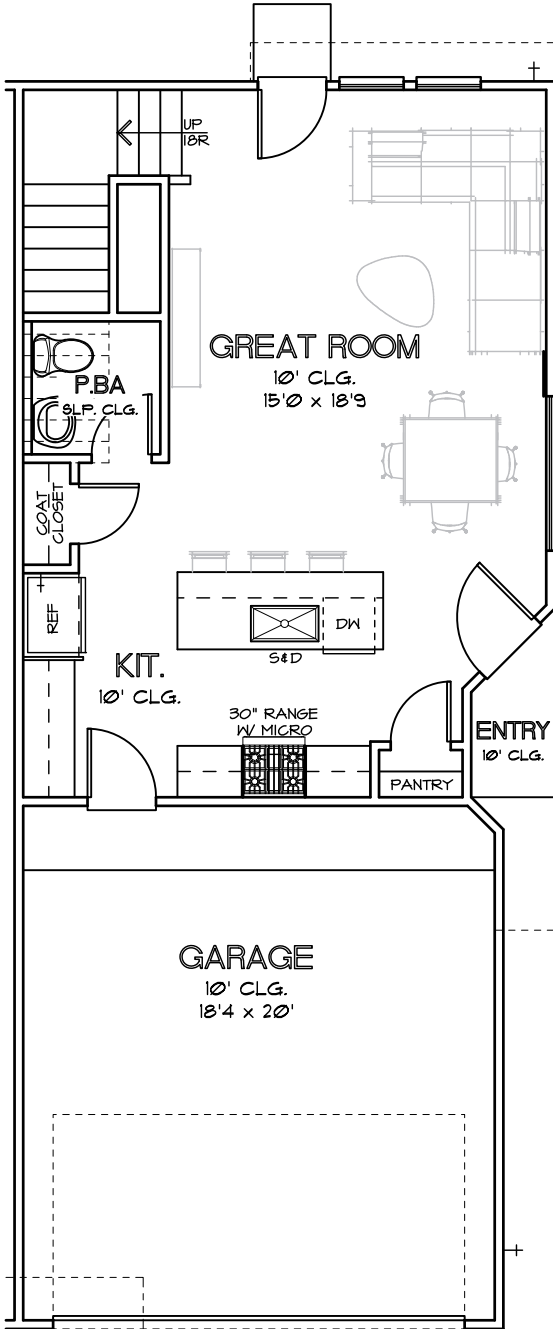 UP
18R
GREAT ROOM
10' CLG.
15'0 x 18'9
P.BA
SLP. CLG.
COAT
CLOSET
REF
DW
S&D
KIT.
10' CLG.
30" RANGE
W/ MICRO
ENTRY
10' CLG.
PANTRY
GARAGE
10' CLG.
18'4 x 20'